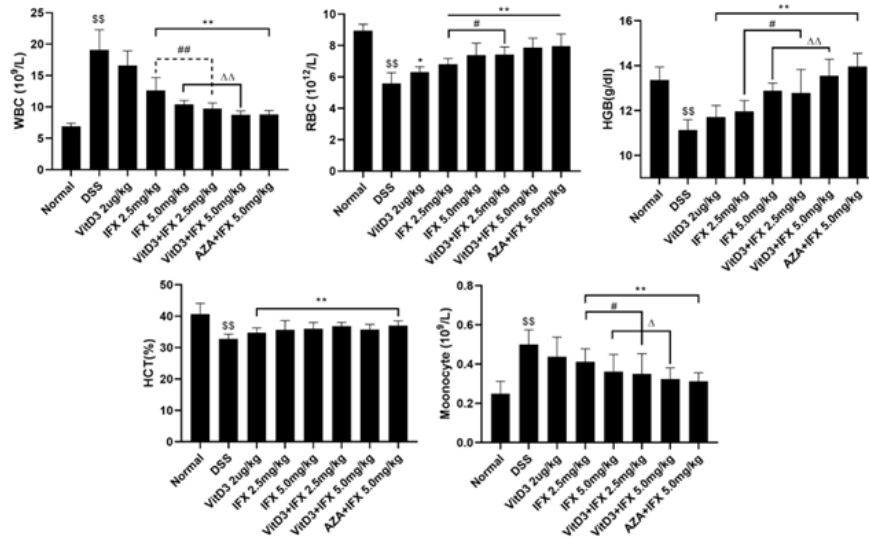 WBC (10⁹/L)
25
20
15
10
5
0
$$
**
##
ΔΔ
Normal
DSS
VitD3 2ug/kg
IFX 2.5mg/kg
IFX 5.0mg/kg
VitD3+IFX 2.5mg/kg
VitD3+IFX 5.0mg/kg
AZA+IFX 5.0mg/kg
RBC (10¹²/L)
10
8
6
4
2
0
$$
*
**
#
Normal
DSS
VitD3 2ug/kg
IFX 2.5mg/kg
IFX 5.0mg/kg
VitD3+IFX 2.5mg/kg
VitD3+IFX 5.0mg/kg
AZA+IFX 5.0mg/kg
HGB(g/dl)
16
14
12
10
$$
**
#
ΔΔ
Normal
DSS
VitD3 2ug/kg
IFX 2.5mg/kg
IFX 5.0mg/kg
VitD3+IFX 2.5mg/kg
VitD3+IFX 5.0mg/kg
AZA+IFX 5.0mg/kg
HCT(%)
50
40
30
20
10
0
$$
**
Normal
DSS
VitD3 2ug/kg
IFX 2.5mg/kg
IFX 5.0mg/kg
VitD3+IFX 2.5mg/kg
VitD3+IFX 5.0mg/kg
AZA+IFX 5.0mg/kg
Moonocyte (10⁹/L)
0.8
0.6
0.4
0.2
0.0
$$
**
#
Δ
Normal
DSS
VitD3 2ug/kg
IFX 2.5mg/kg
IFX 5.0mg/kg
VitD3+IFX 2.5mg/kg
VitD3+IFX 5.0mg/kg
AZA+IFX 5.0mg/kg